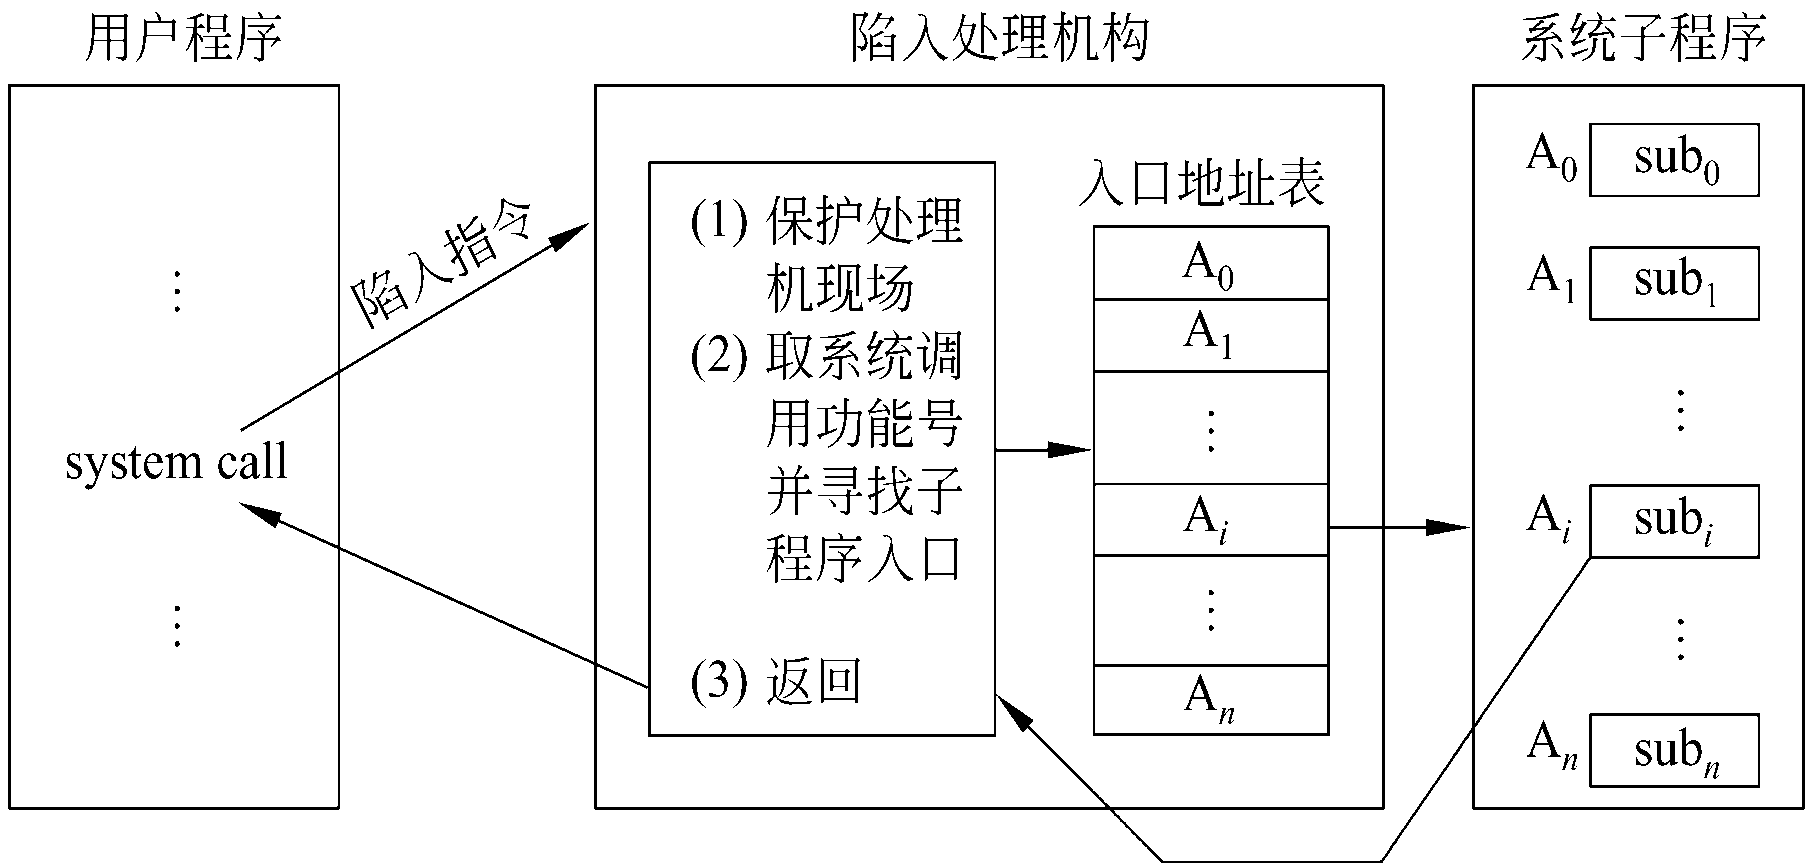 用户程序
陷入处理机构
系统子程序
陷入指令
system call
(1) 保护处理
机现场
(2) 取系统调
用功能号
并寻找子
程序入口
(3) 返回
入口地址表
A0
A1
⋮
Ai
⋮
An
A0 sub0
A1 sub1
⋮
Ai subi
⋮
An subn